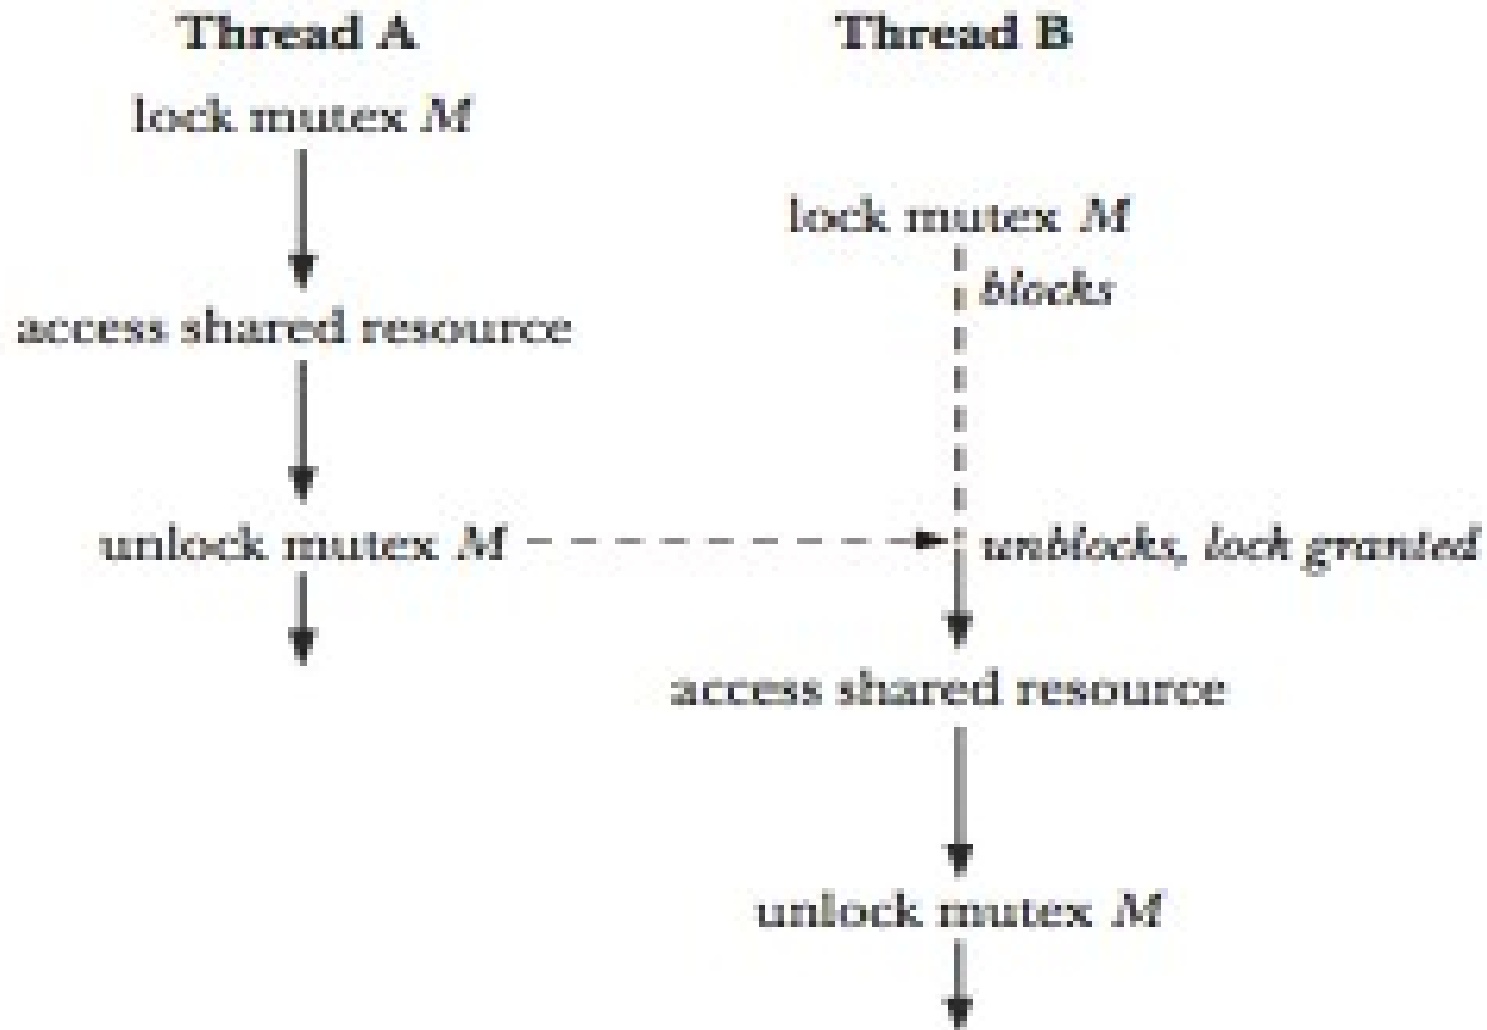 Thread A
Thread B
lock mutex M
lock mutex M
blocks
access shared resource
unlock mutex M
unblocks, lock granted
access shared resource
unlock mutex M